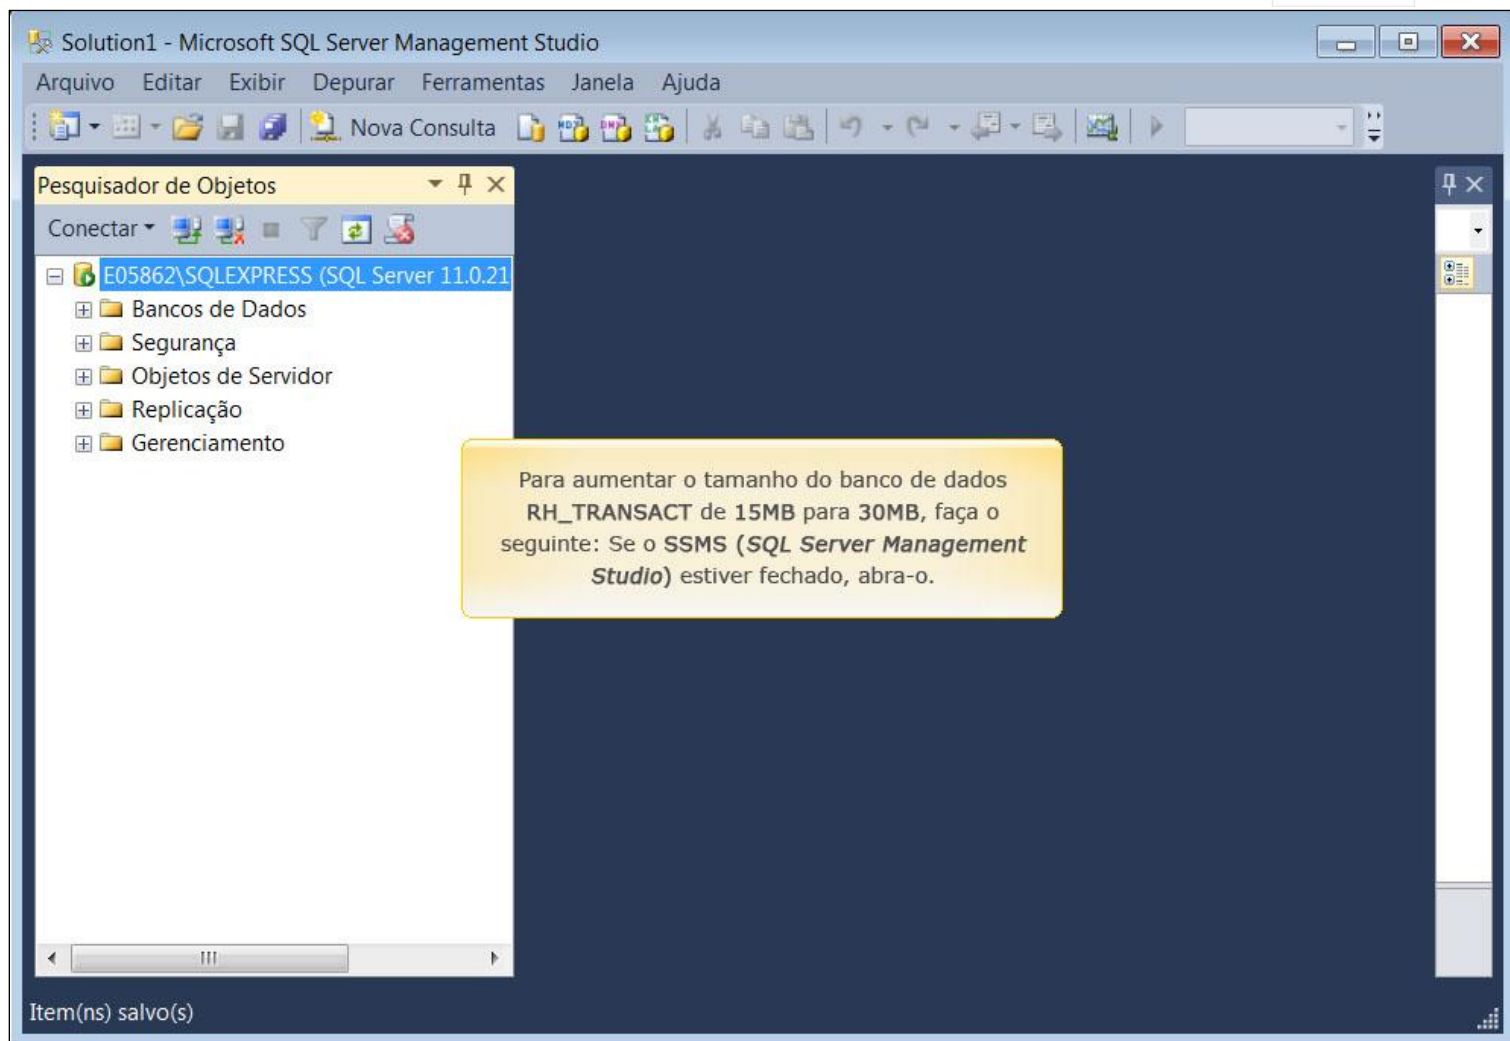 Solution1 - Microsoft SQL Server Management Studio
Arquivo Editar Exibir Depurar Ferramentas Janela Ajuda
Nova Consulta
Pesquisador de Objetos
Conectar
E05862\SQLEXPRESS (SQL Server 11.0.21
Bancos de Dados
Segurança
Objetos de Servidor
Replicação
Gerenciamento
Para aumentar o tamanho do banco de dados
RH_TRANSACT de 15MB para 30MB, faça o
seguinte: Se o SSMS (SQL Server Management
Studio) estiver fechado, abra-o.
Item(ns) salvo(s)